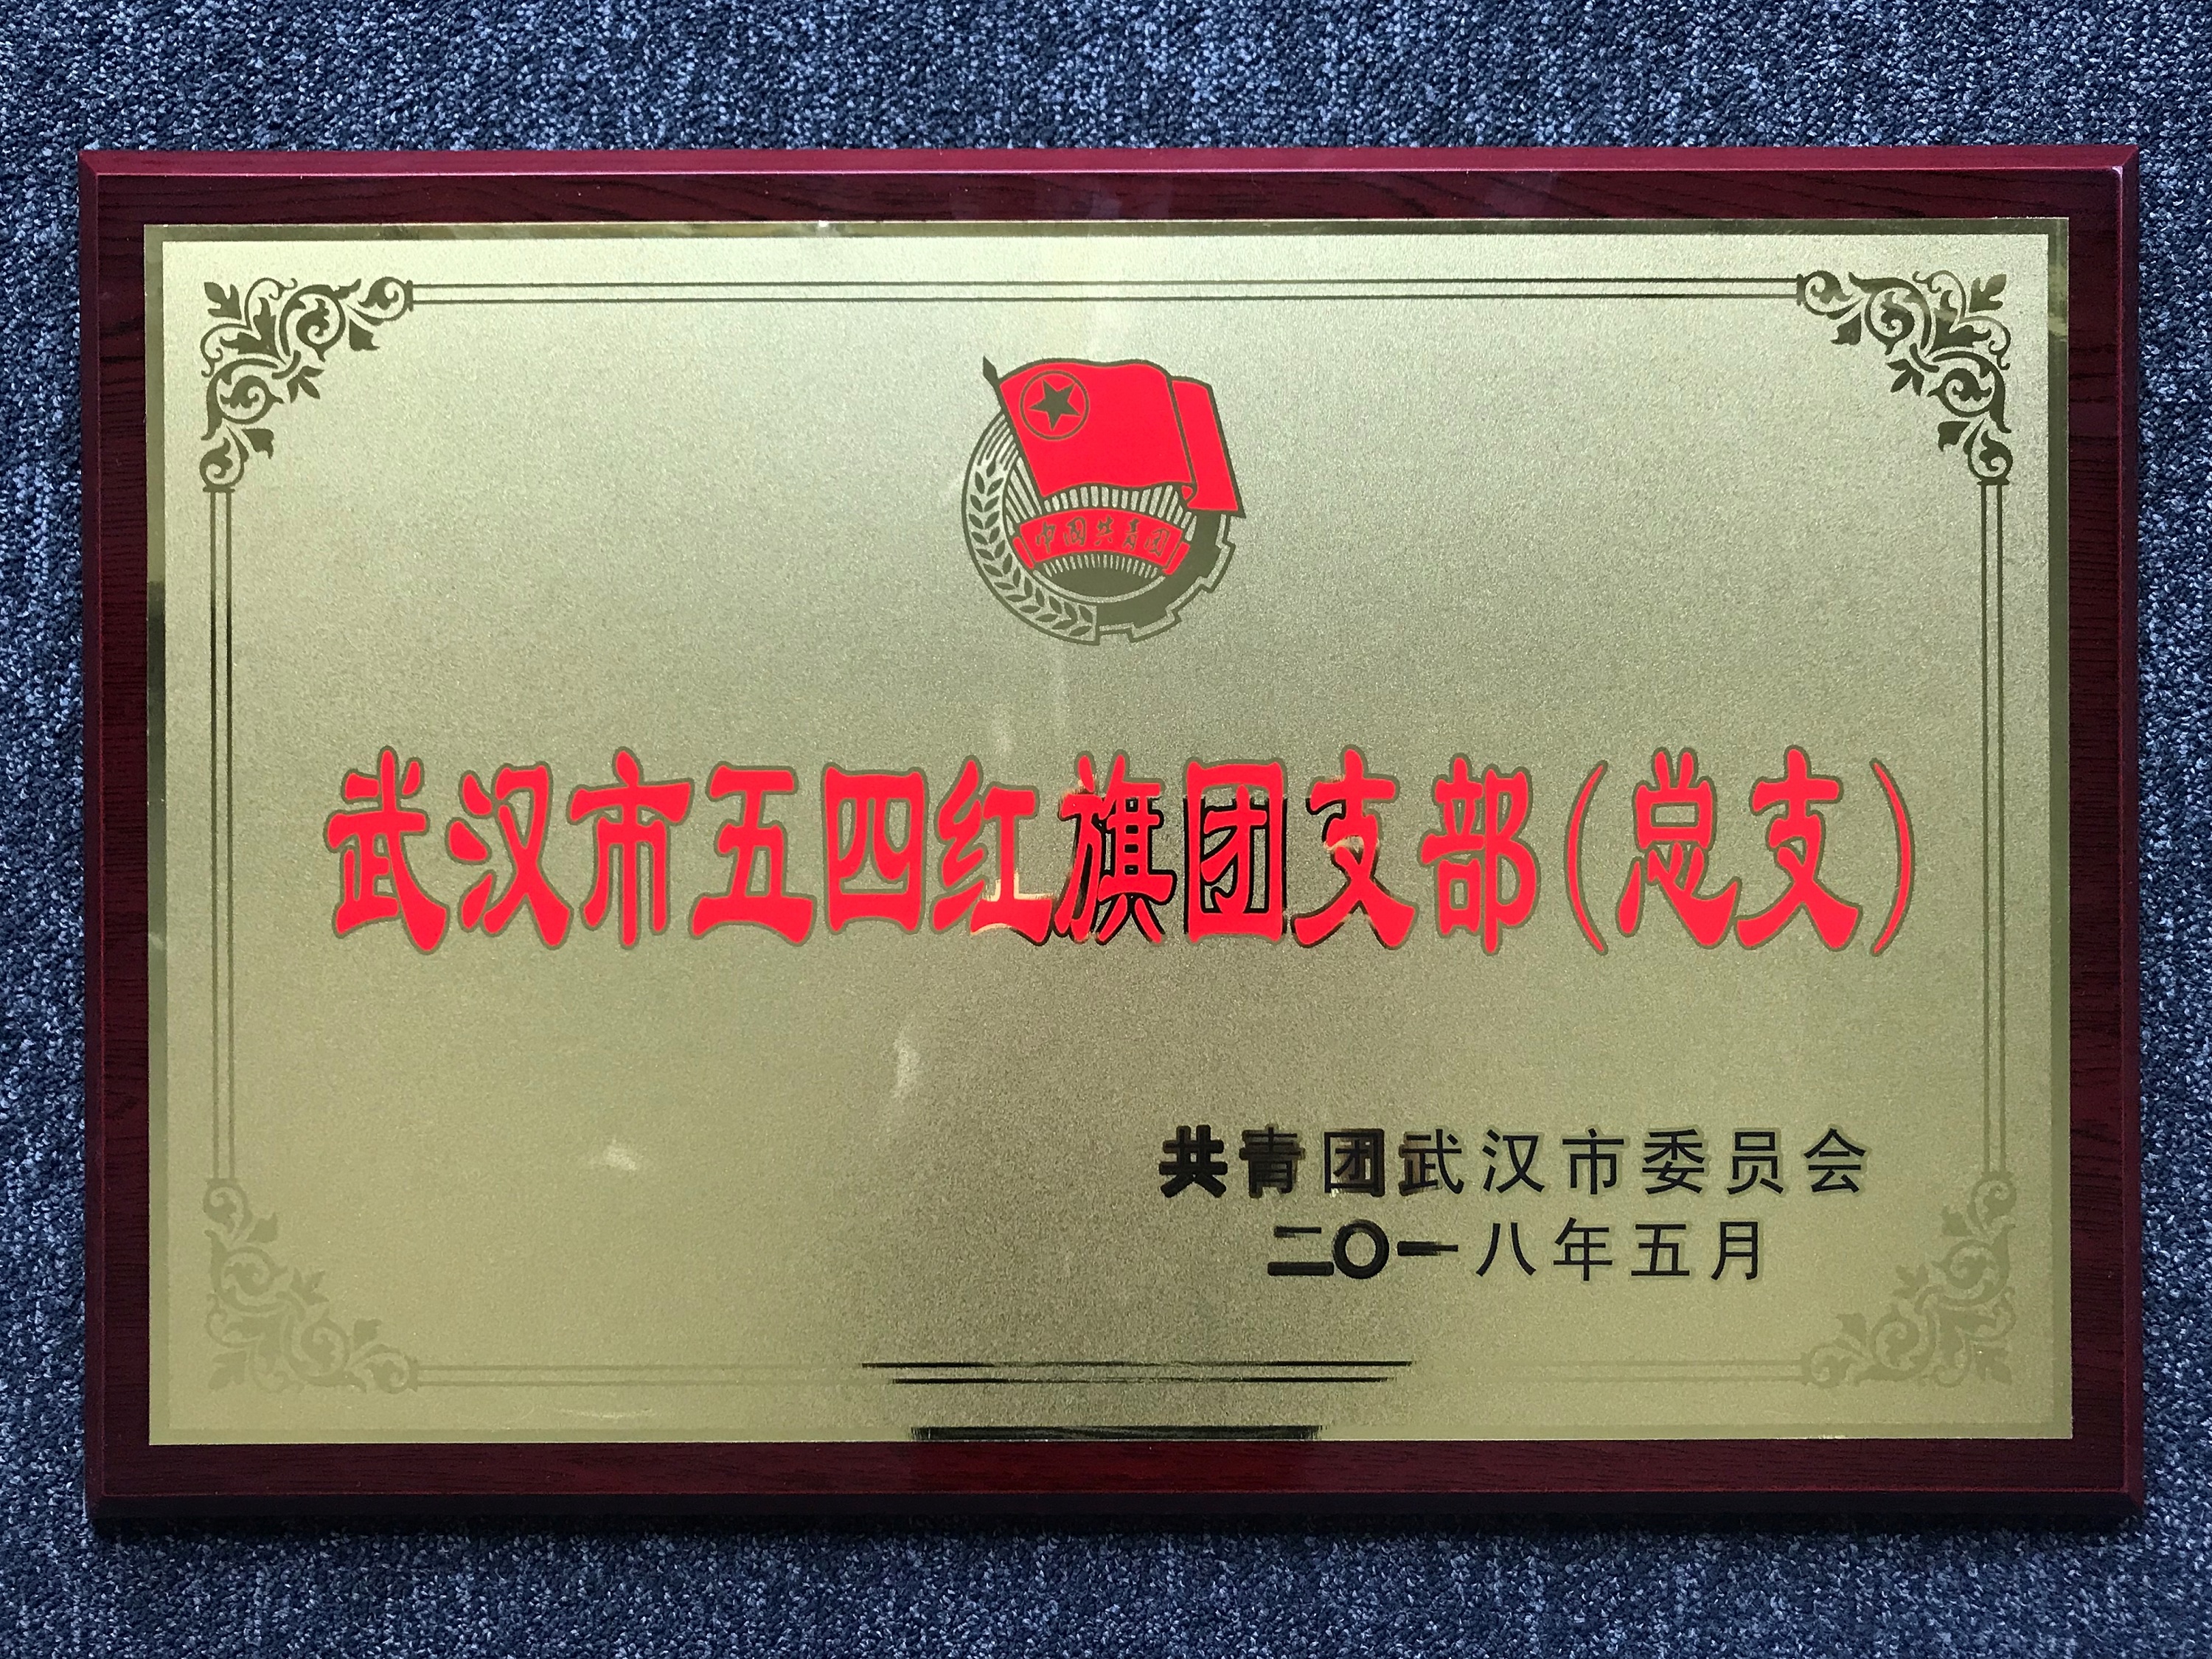 中国共青团
武汉市五四红旗团支部(总支)
共青团武汉市委员会
二〇一八年五月